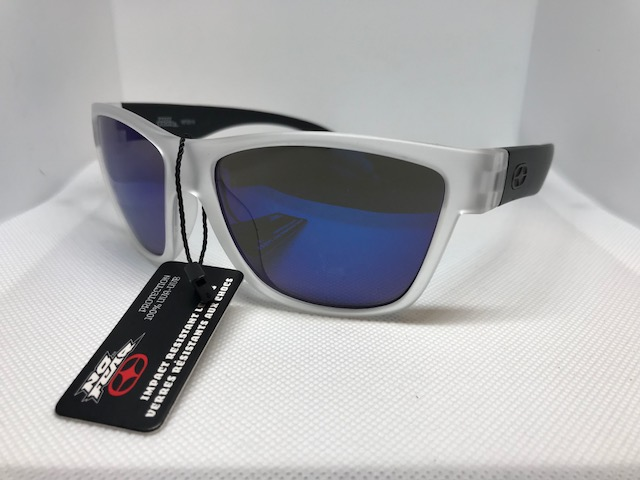 PROTECTION
100% UVA-UVB
NO
FEAR
IMPACT RESISTANT
VERRES RÉSISTANTS AUX CHOCS